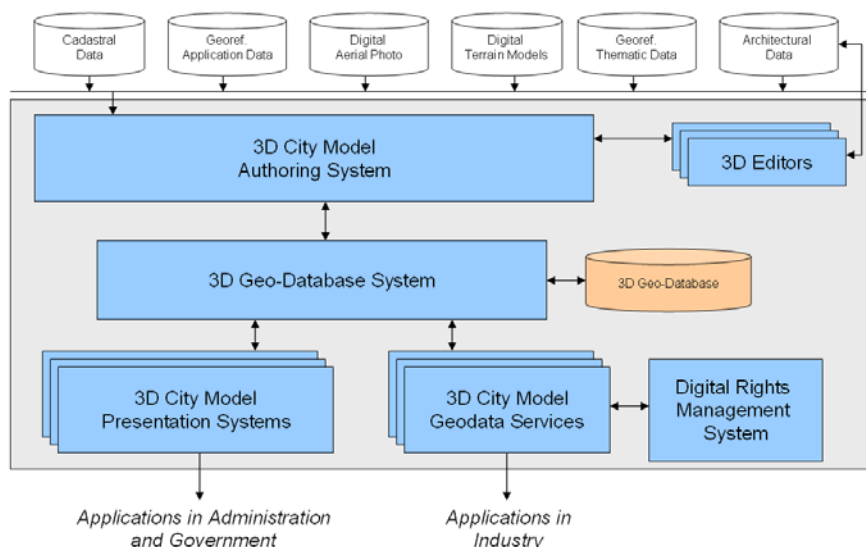 Cadastral
Data
Georef.
Application Data
Digital
Aerial Photo
Digital
Terrain Models
Georef.
Thematic Data
Architectural
Data
3D City Model
Authoring System
3D Editors
3D Geo-Database System
3D Geo-Database
3D City Model
Presentation Systems
3D City Model
Geodata Services
Digital Rights
Management
System
Applications in Administration
and Government
Applications in
Industry